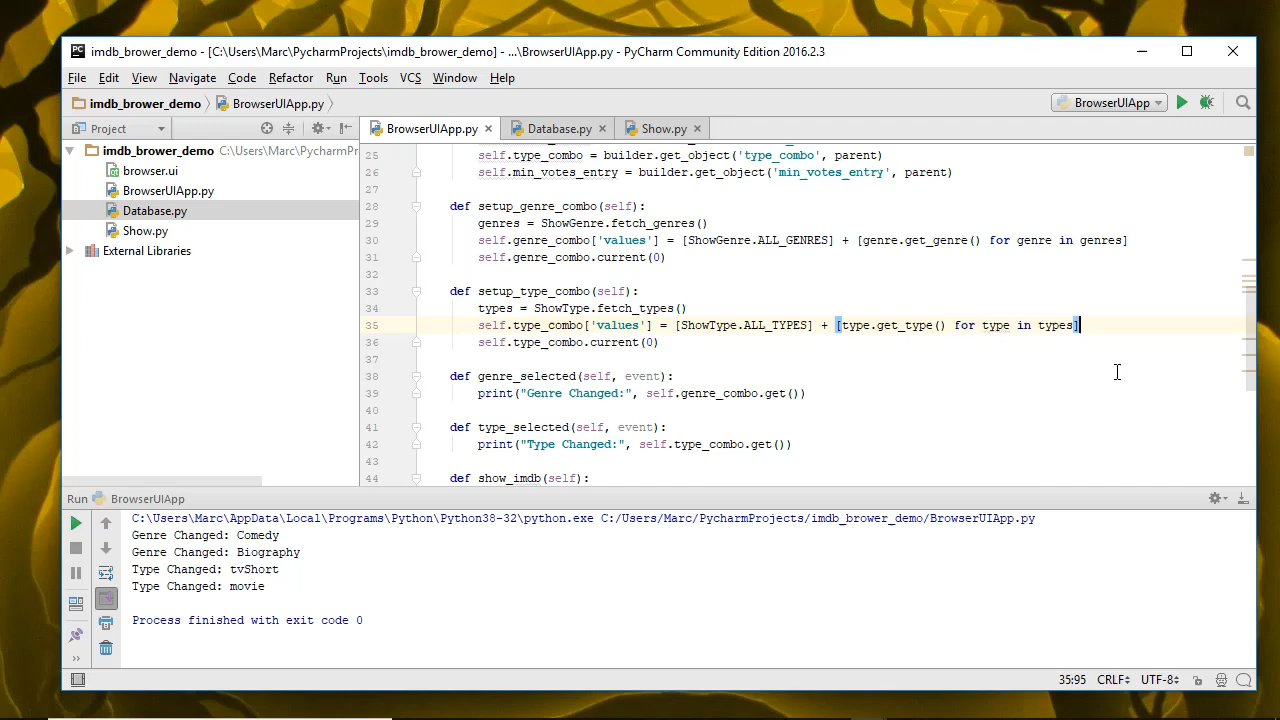 imdb_brower_demo - [C:\Users\Marc\PycharmProjects\imdb_brower_demo] - ...\BrowserUIApp.py - PyCharm Community Edition 2016.2.3
File Edit View Navigate Code Refactor Run Tools VCS Window Help
imdb_brower_demo BrowserUIApp.py BrowserUIApp
Project BrowserUIApp.py Database.py Show.py
imdb_brower_demo C:\Users\Marc\PycharmPr
browser.ui
BrowserUIApp.py
Database.py
Show.py
External Libraries
25 self.type_combo = builder.get_object('type_combo', parent)
26 self.min_votes_entry = builder.get_object('min_votes_entry', parent)
27
28 def setup_genre_combo(self):
29 genres = ShowGenre.fetch_genres()
30 self.genre_combo['values'] = [ShowGenre.ALL_GENRES] + [genre.get_genre() for genre in genres]
31 self.genre_combo.current(0)
32
33 def setup_type_combo(self):
34 types = ShowType.fetch_types()
35 self.type_combo['values'] = [ShowType.ALL_TYPES] + [type.get_type() for type in types]
36 self.type_combo.current(0)
37
38 def genre_selected(self, event):
39 print("Genre Changed:", self.genre_combo.get())
40
41 def type_selected(self, event):
42 print("Type Changed:", self.type_combo.get())
43
44 def show_imdb(self):
Run BrowserUIApp
C:\Users\Marc\AppData\Local\Programs\Python\Python38-32\python.exe C:/Users/Marc/PycharmProjects/imdb_brower_demo/BrowserUIApp.py
Genre Changed: Comedy
Genre Changed: Biography
Type Changed: tvShort
Type Changed: movie
Process finished with exit code 0
35:95 CRLF UTF-8